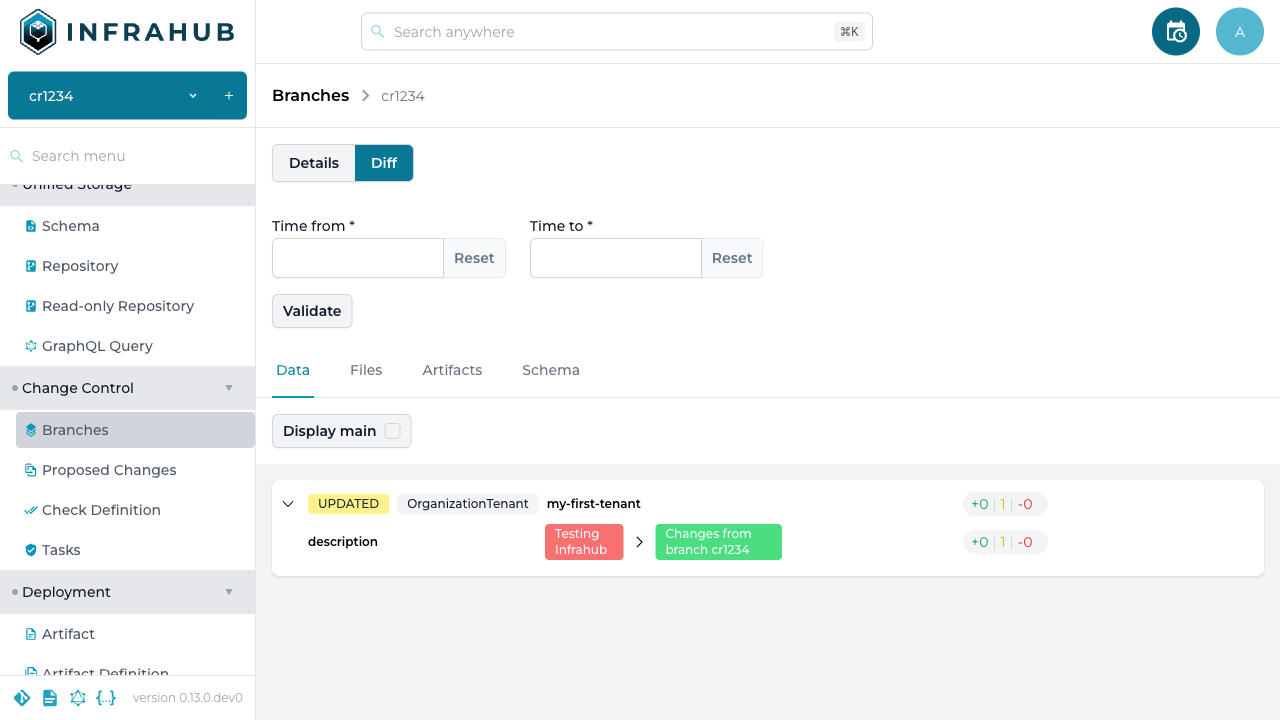 INFRAHUB
Search anywhere
⌘K
A
cr1234
+
Branches
cr1234
Search menu
Details
Diff
Unified Storage
Schema
Repository
Read-only Repository
GraphQL Query
Change Control
Branches
Proposed Changes
Check Definition
Tasks
Deployment
Artifact
Artifact Definition
version 0.13.0.dev0
Time from *
Time to *
Reset
Reset
Validate
Data
Files
Artifacts
Schema
Display main
UPDATED
OrganizationTenant
my-first-tenant
+0 | 1 | -0
description
Testing
Infrahub
Changes from
branch cr1234
+0 | 1 | -0